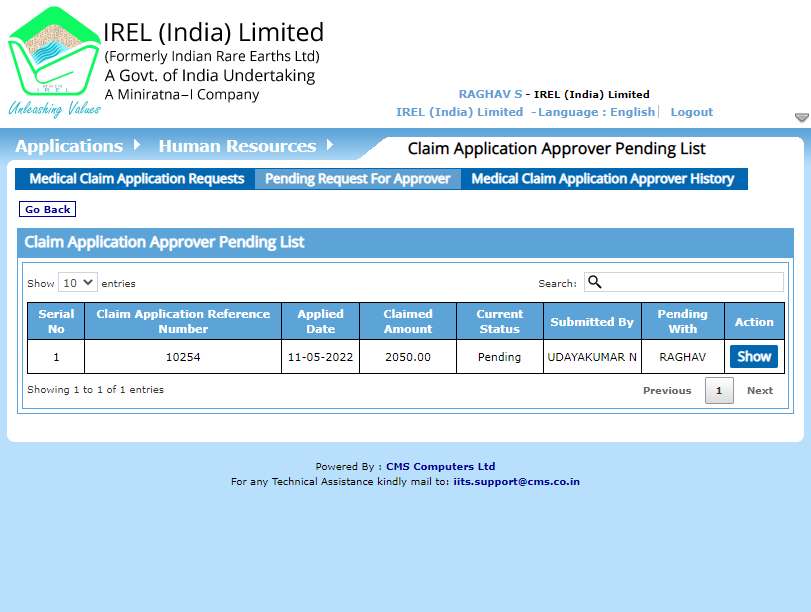 IREL (India) Limited
(Formerly Indian Rare Earths Ltd)
A Govt. of India Undertaking
A Miniratna–I Company
IREL
Unleashing Values
RAGHAV S - IREL (India) Limited
IREL (India) Limited - Language : English Logout
Applications Human Resources Claim Application Approver Pending List
Medical Claim Application Requests Pending Request For Approver Medical Claim Application Approver History
Go Back
Claim Application Approver Pending List
Show 10 entries Search:
Serial No Claim Application Reference Number Applied Date Claimed Amount Current Status Submitted By Pending With Action
1 10254 11-05-2022 2050.00 Pending UDAYAKUMAR N RAGHAV Show
Showing 1 to 1 of 1 entries Previous 1 Next
Powered By : CMS Computers Ltd
For any Technical Assistance kindly mail to: iits.support@cms.co.in